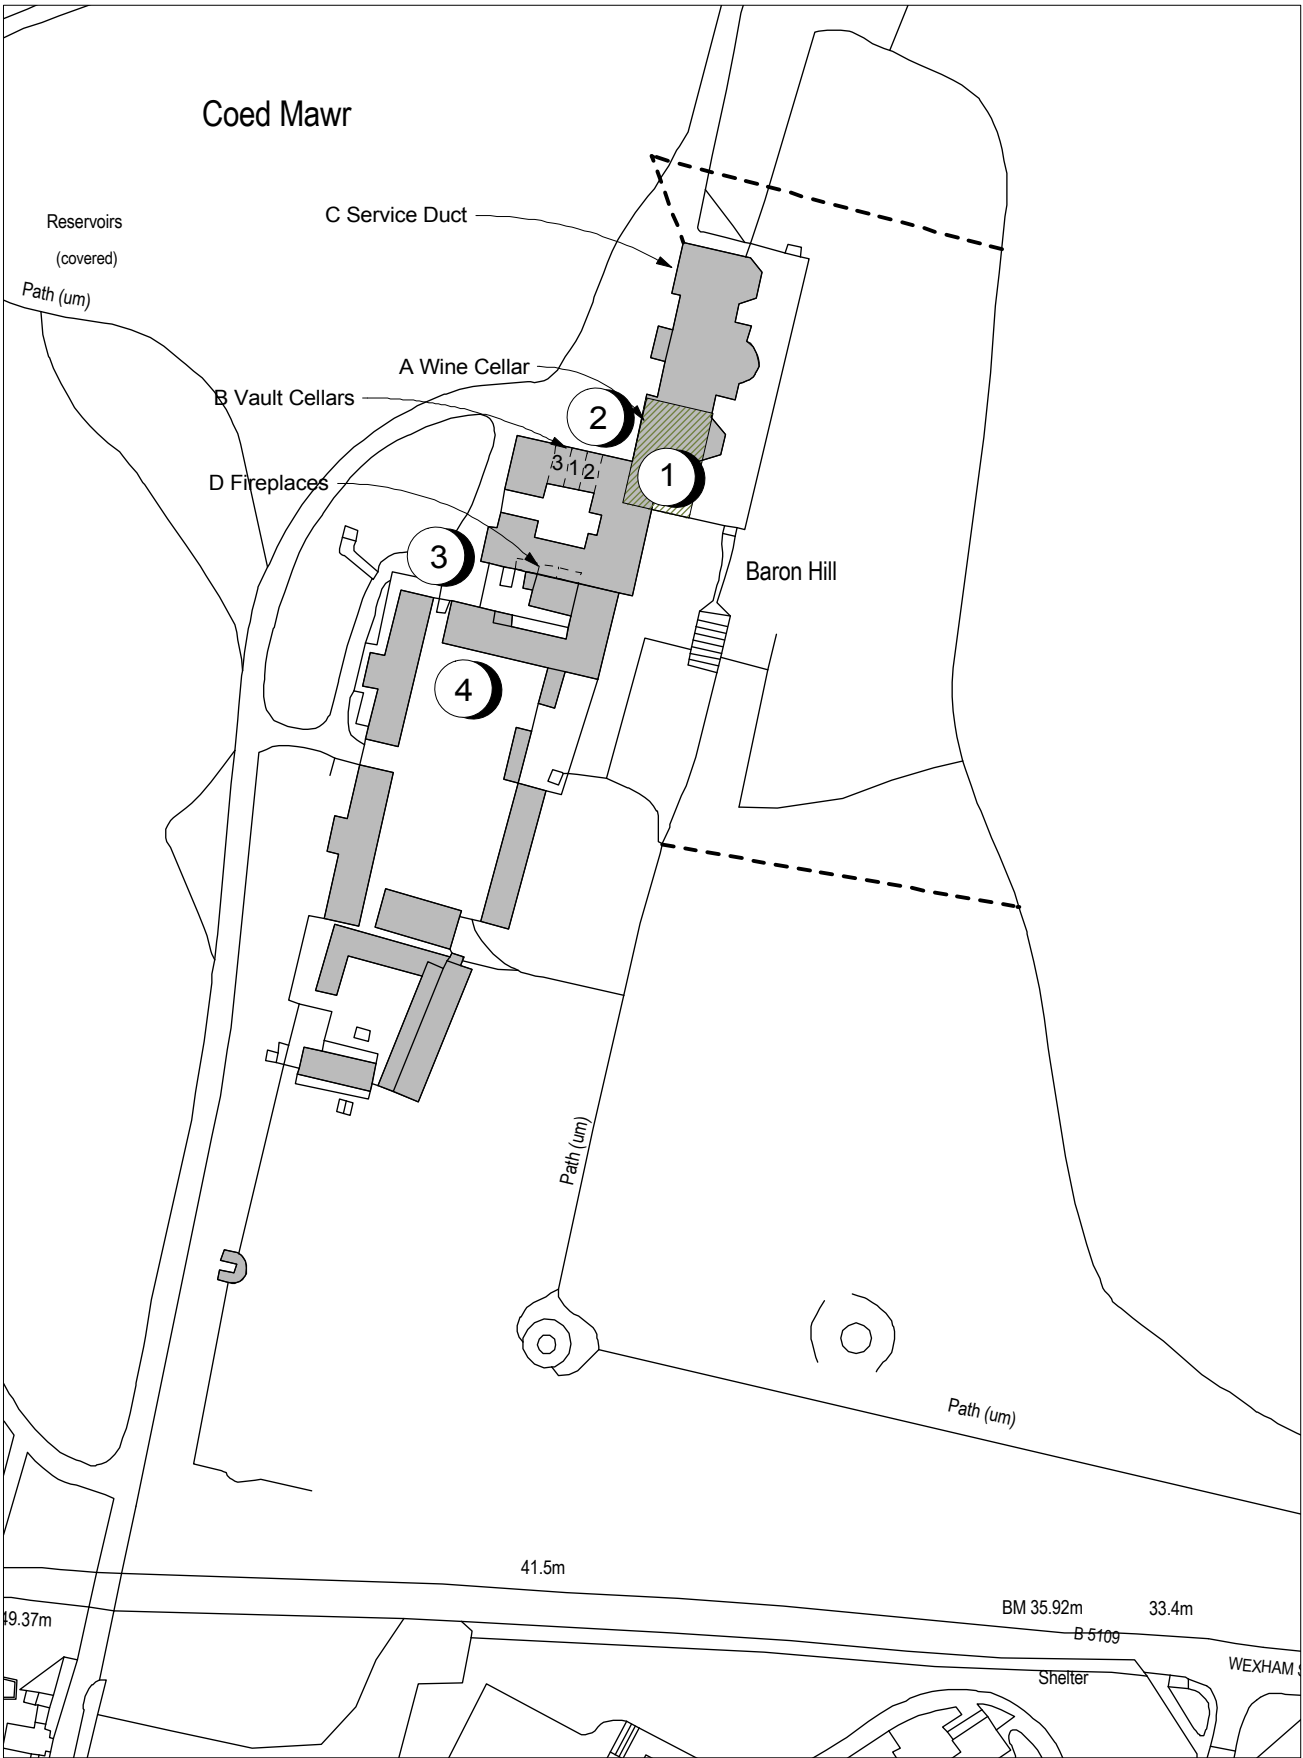 Coed Mawr
C Service Duct
Reservoirs
(covered)
Path (um)
A Wine Cellar
B Vault Cellars
2
3 1 2
1
D Fireplaces
3
Baron Hill
4
Path (um)
Path (um)
41.5m
BM 35.92m
33.4m
49.37m
B 5109
WEXHAM
Shelter